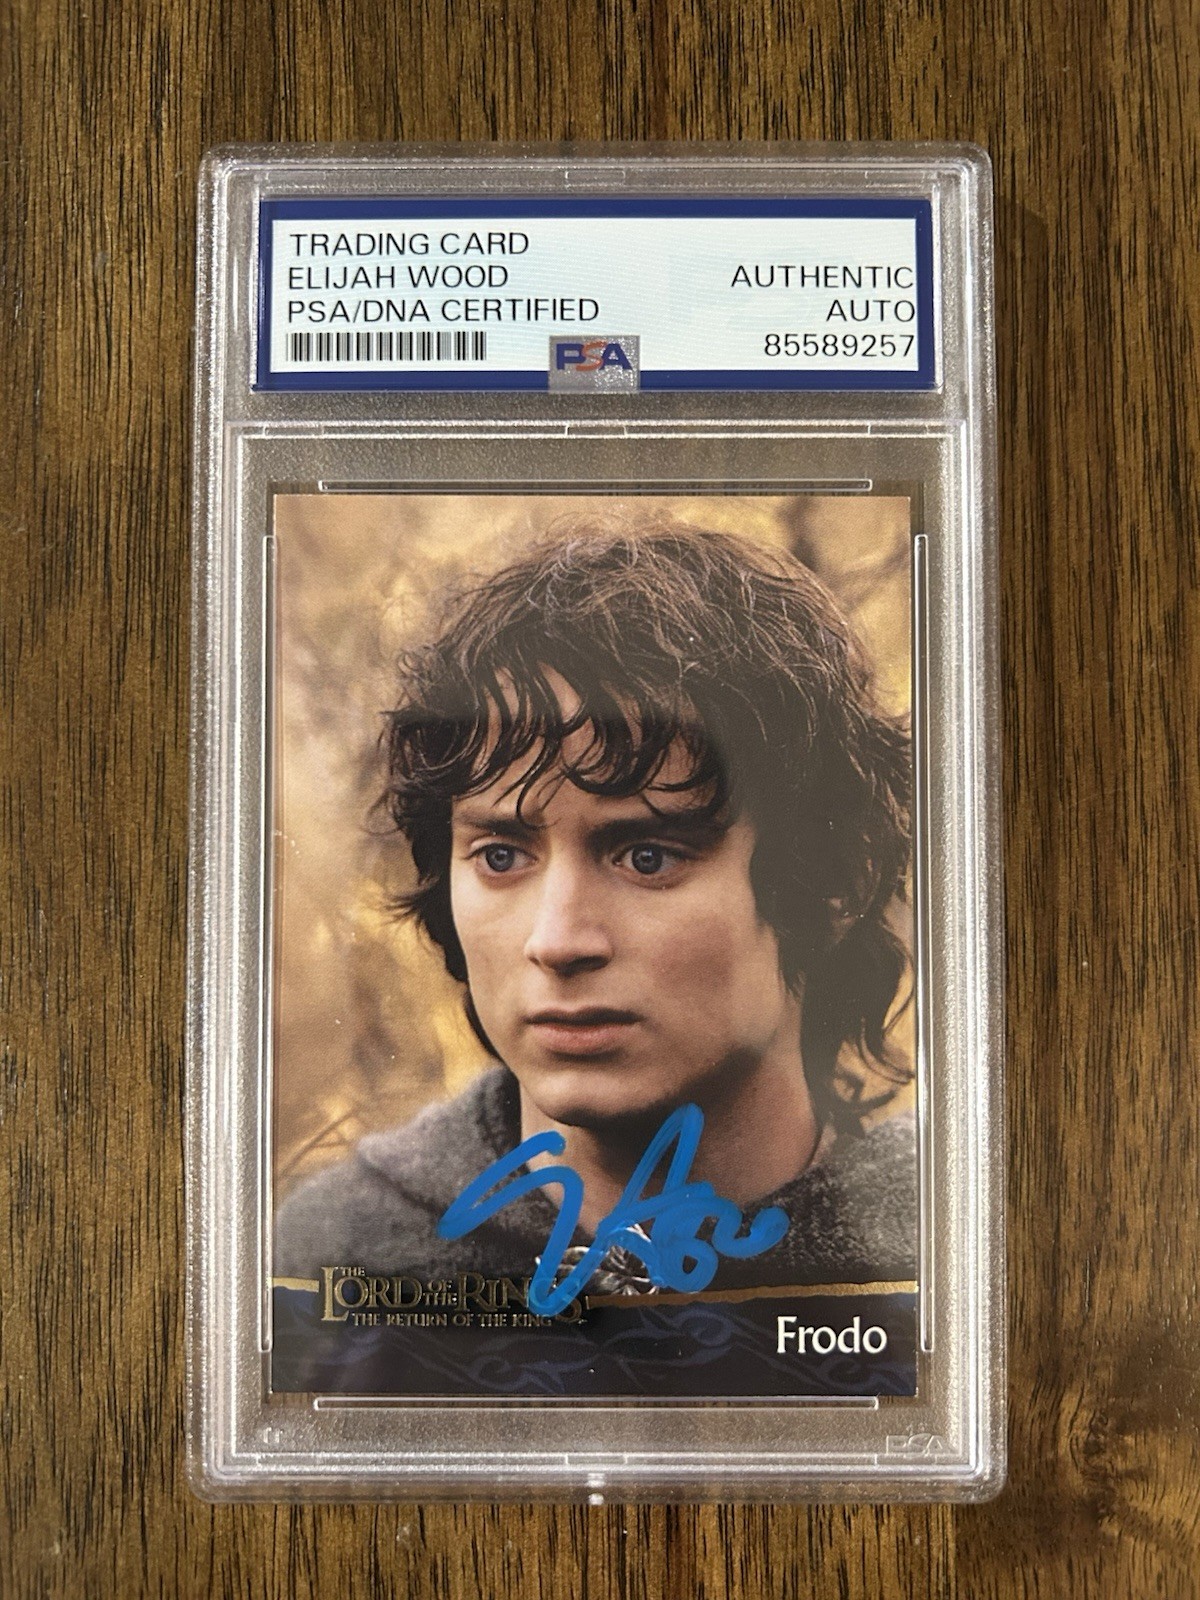 TRADING CARD
ELIJAH WOOD
PSA/DNA CERTIFIED
AUTHENTIC
AUTO
85589257
PSA
THE
LORD OF THE RINGS
THE RETURN OF THE KING
Frodo
PSA